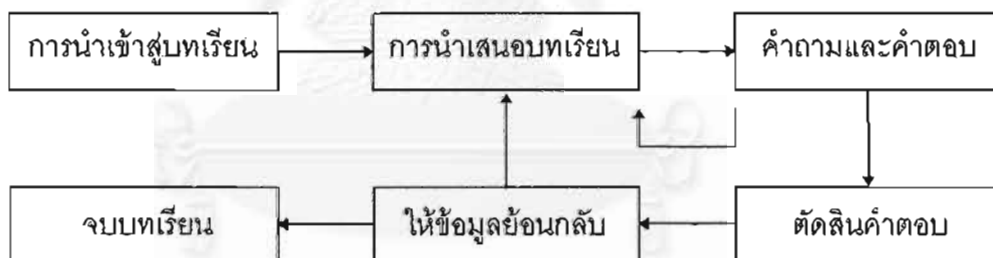 การนำเข้าสู่บทเรียน
การนำเสนอบทเรียน
คำถามและคำตอบ
จบบทเรียน
ให้ข้อมูลย้อนกลับ
ตัดสินคำตอบ